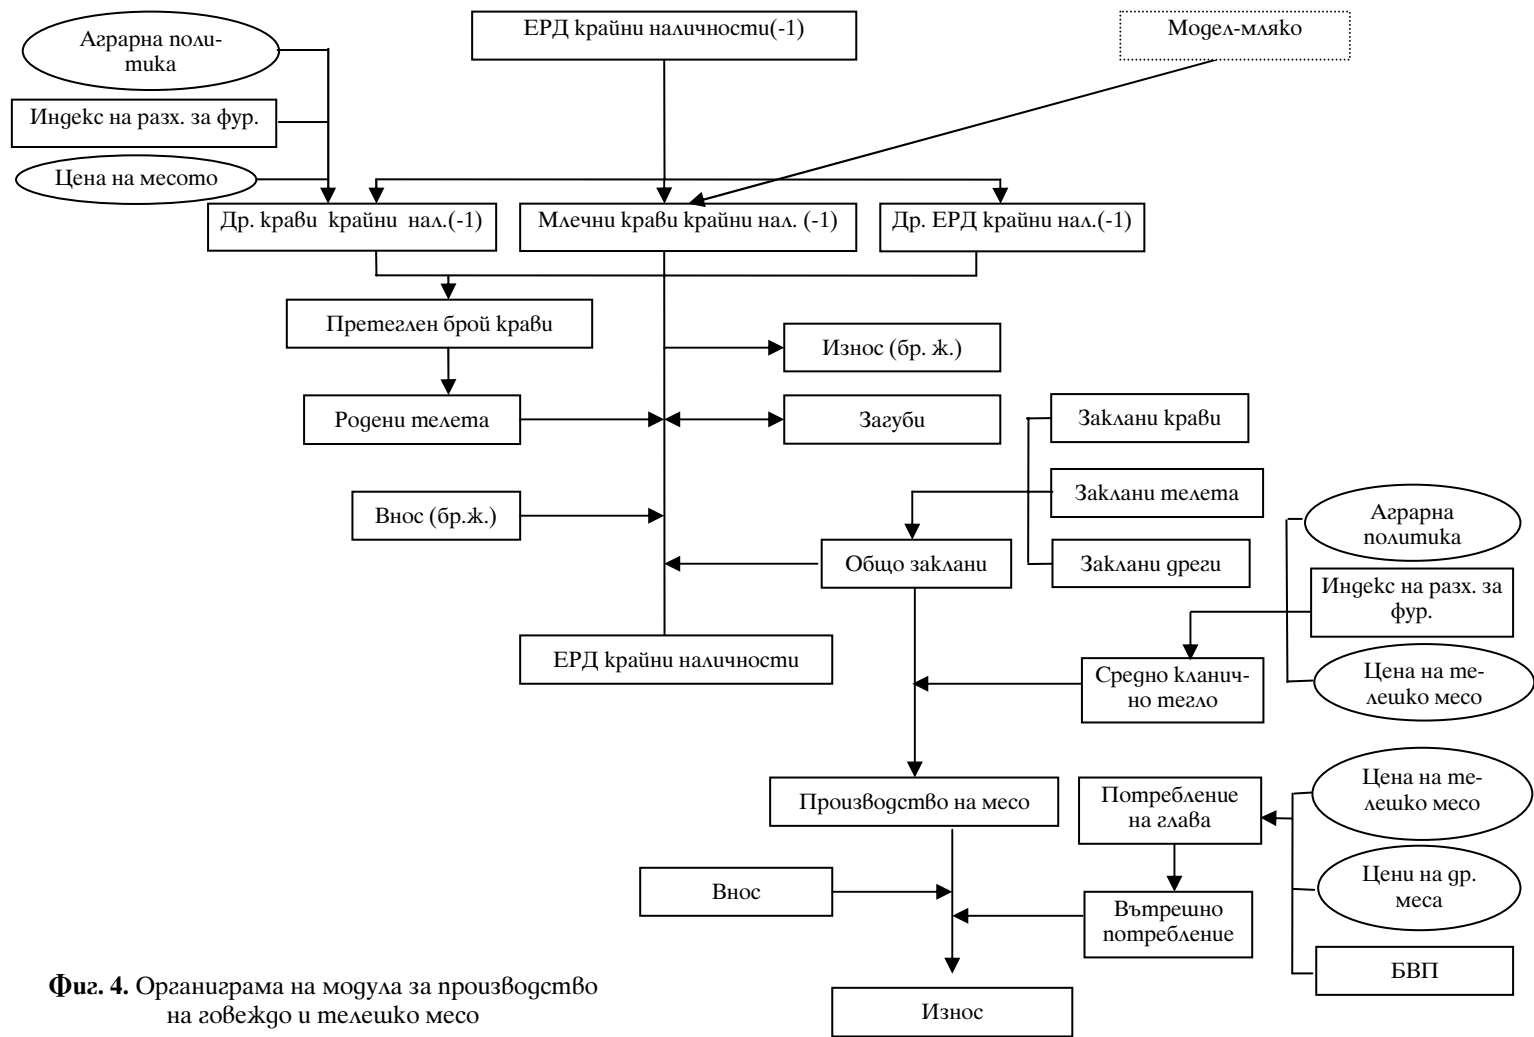 Аграрна поли-
тика
ЕРД крайни наличности(-1)
Модел-мляко
Индекс на разх. за фур.
Цена на месото
Др. крави крайни нал.(-1)
Млечни крави крайни нал. (-1)
Др. ЕРД крайни нал.(-1)
Претеглен брой крави
Износ (бр. ж.)
Родени телета
Загуби
Заклани крави
Заклани телета
Внос (бр.ж.)
Аграрна
политика
Общо заклани
Заклани дреги
Индекс на разх. за
фур.
ЕРД крайни наличности
Средно кланич-
но тегло
Цена на те-
лешко месо
Производство на месо
Потребление
на глава
Цена на те-
лешко месо
Внос
Вътрешно
потребление
Цени на др.
меса
БВП
Износ
Фиг. 4. Органиграма на модула за производство
на говеждо и телешко месо